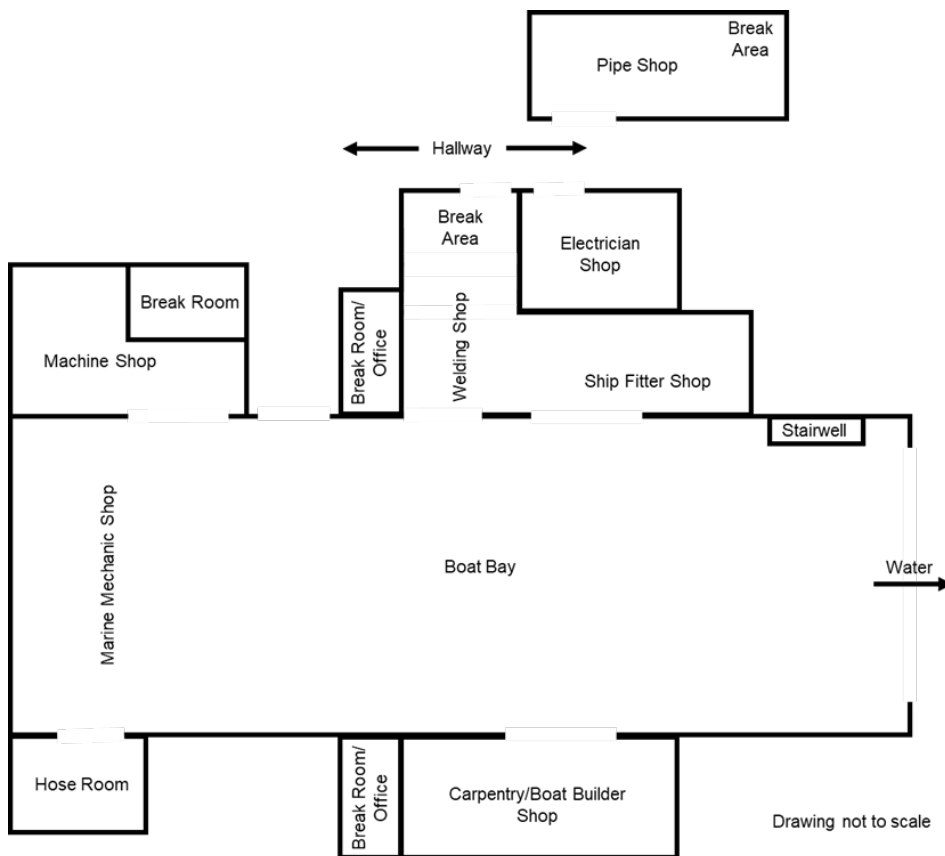 Break
Area
Pipe Shop
Hallway
Break
Area
Electrician
Shop
Break Room
Machine Shop
Break Room/
Office
Welding Shop
Ship Fitter Shop
Stairwell
Marine Mechanic Shop
Boat Bay
Water
Hose Room
Break Room/
Office
Carpentry/Boat Builder
Shop
Drawing not to scale